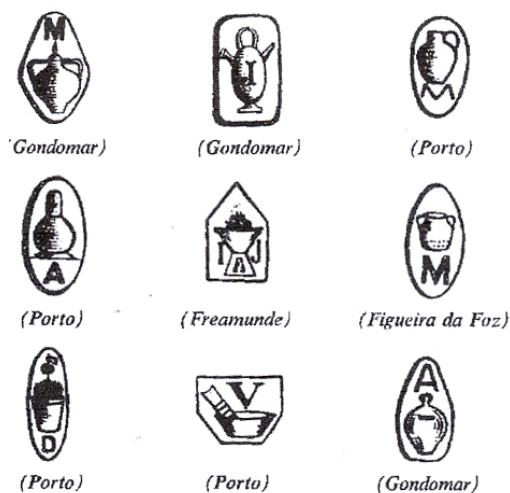 M
I
(Gondomar) (Gondomar) (Porto)
M
A
M
(Porto) (Freamunde) (Figueira da Foz)
D
V
A
(Porto) (Porto) (Gondomar)